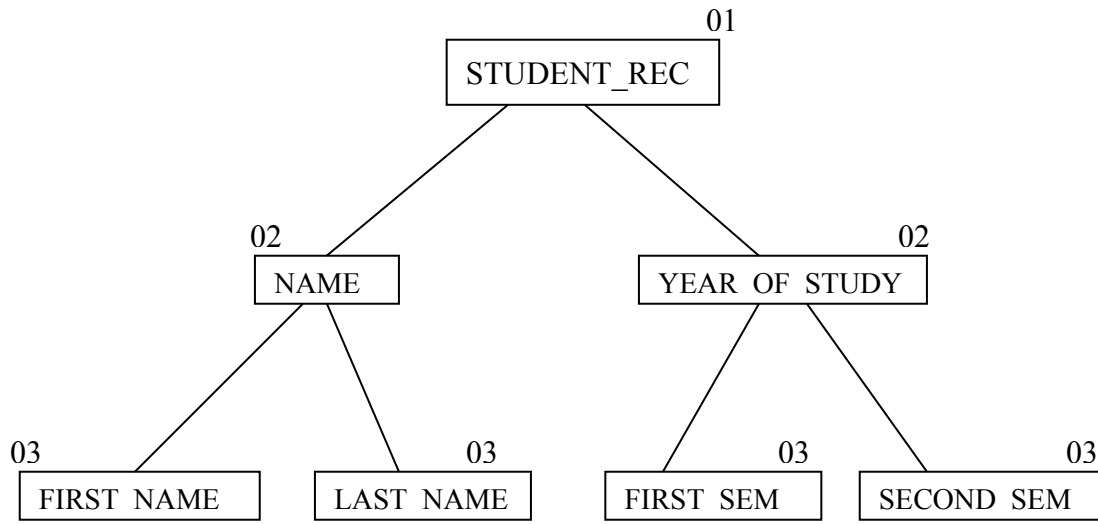 01
STUDENT_REC
02
02
NAME
YEAR OF STUDY
03
03
03
03
FIRST NAME
LAST NAME
FIRST SEM
SECOND SEM